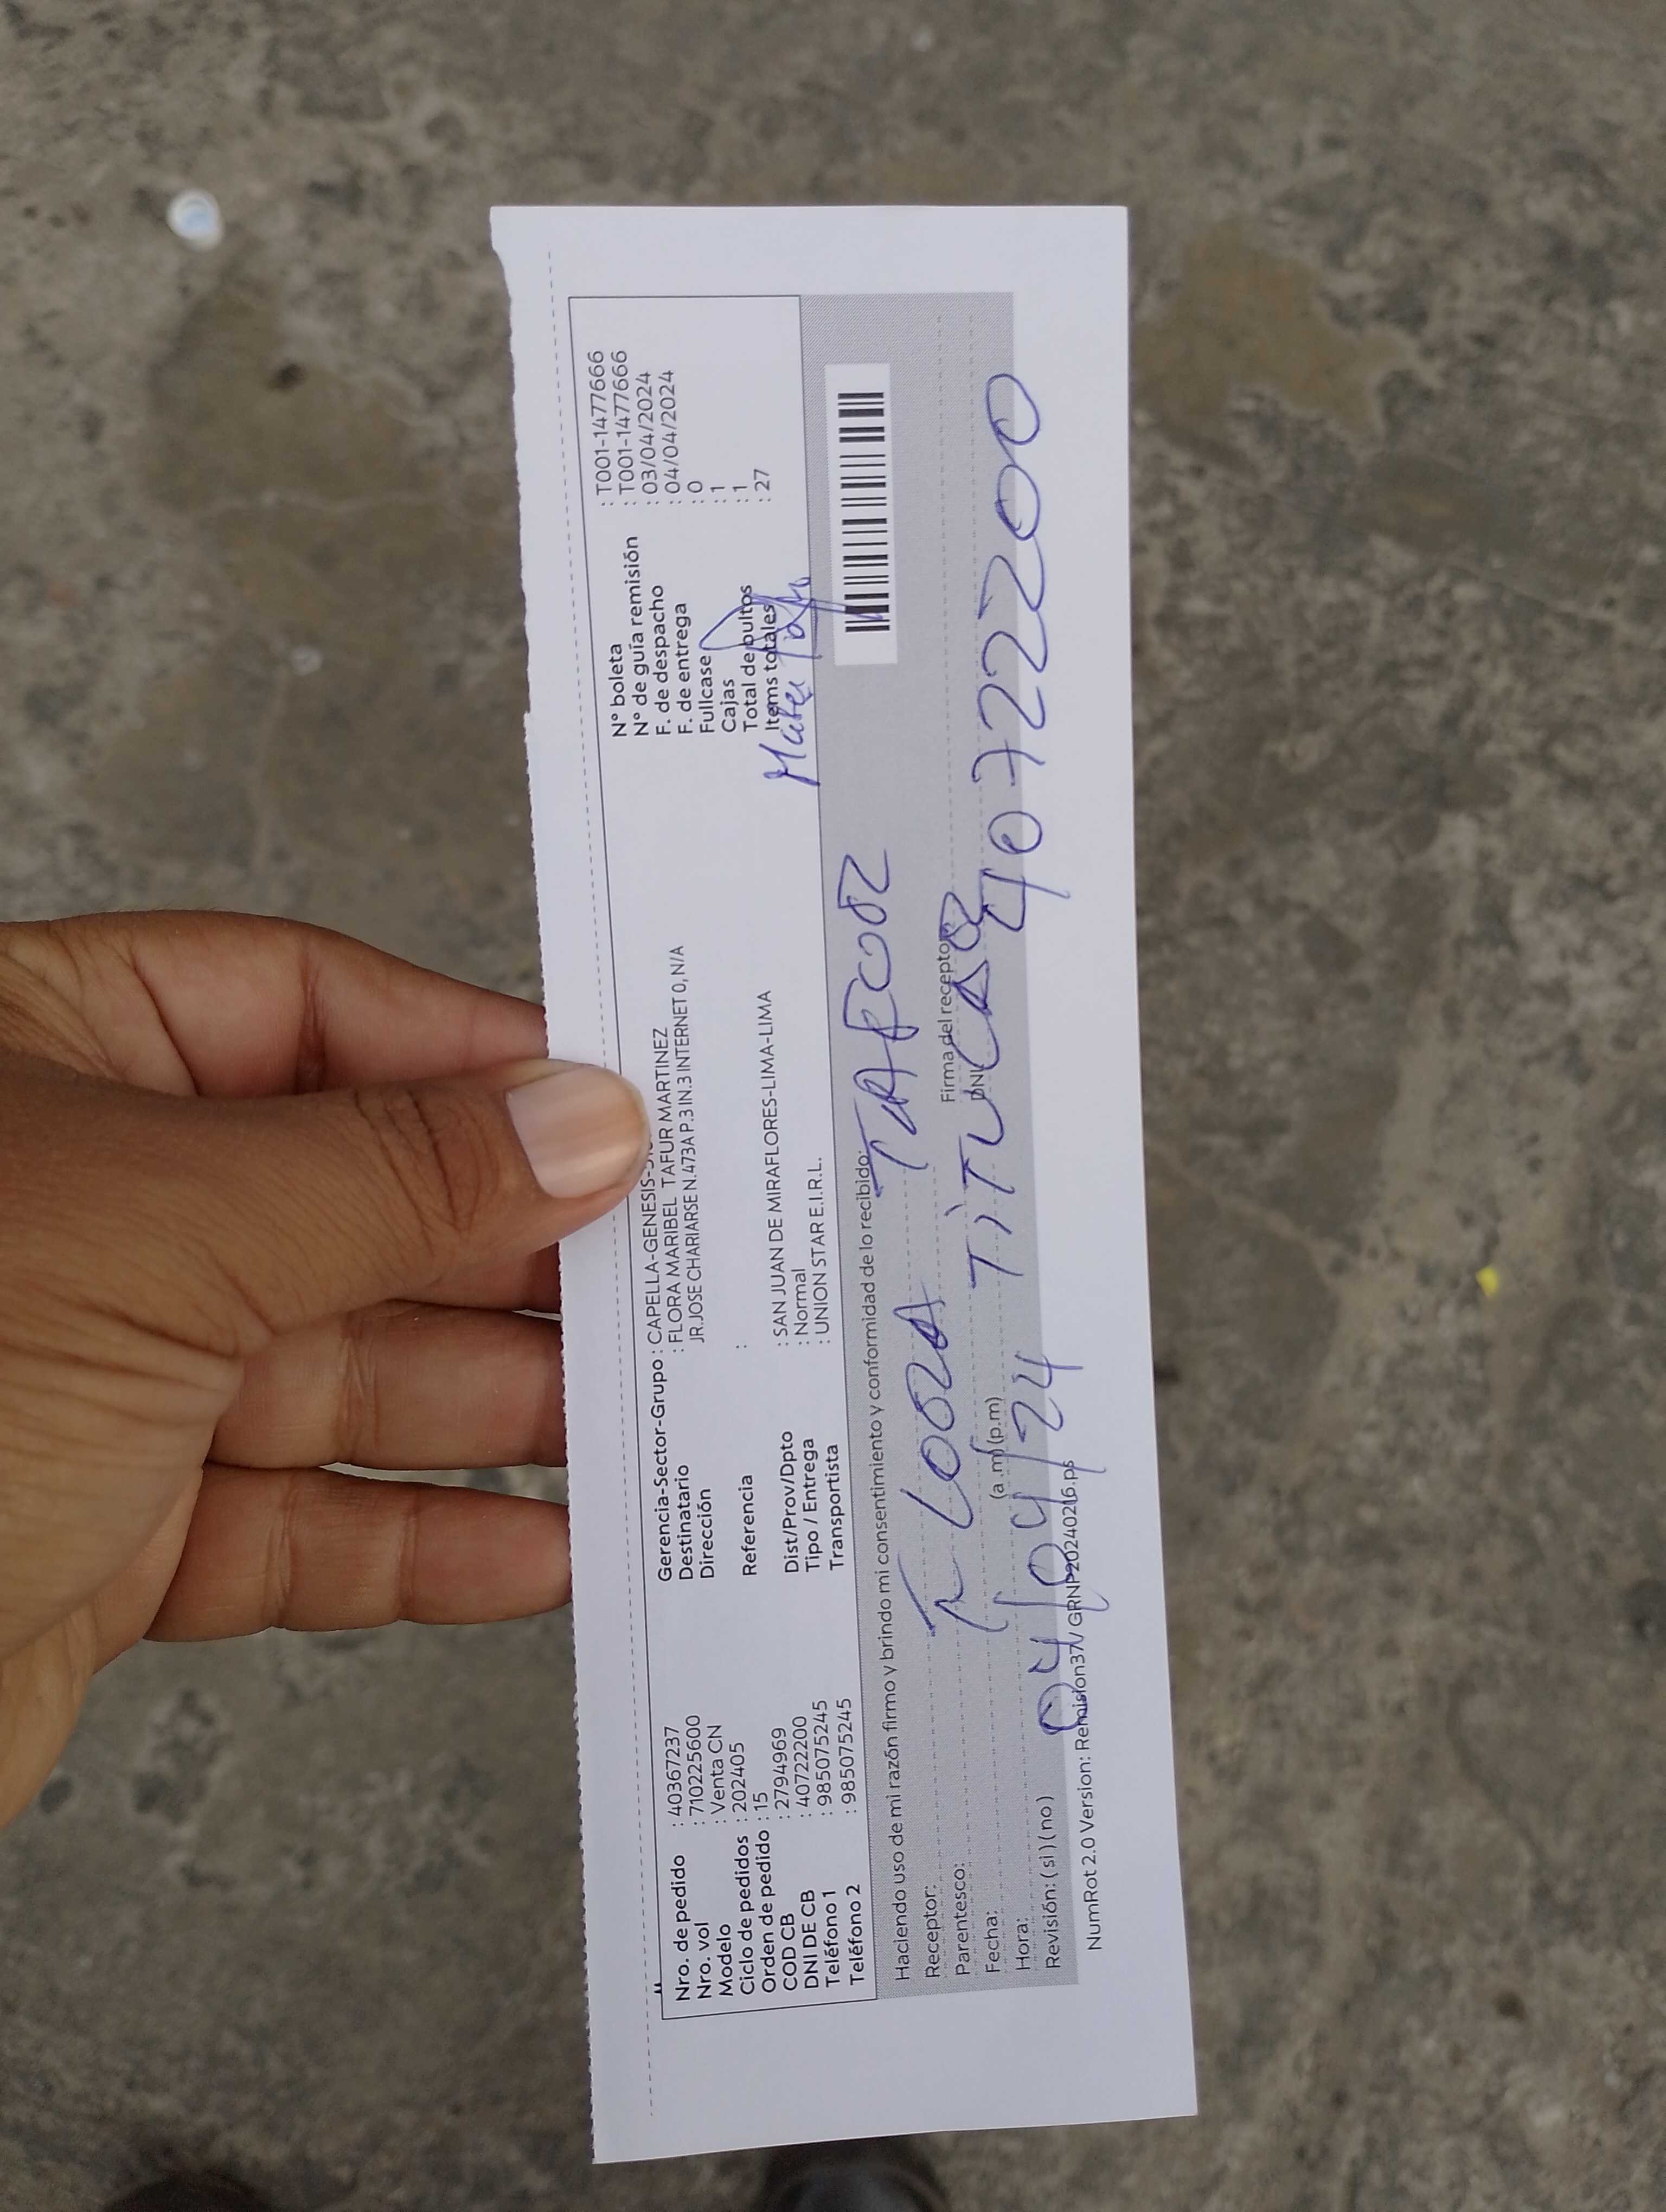 Nro. de pedido : 40367237
Nro. vol : 710225600
Modelo : Venta CN
Ciclo de pedidos : 202405
Orden de pedido : 15
COD CB : 2794969
DNI DE CB : 40722200
Teléfono 1 : 985075245
Teléfono 2 : 985075245
Gerencia-Sector-Grupo : CAPELLA-GENESIS-
Destinatario : FLORA MARIBEL TAFUR MARTINEZ
Dirección JR.JOSE CHARIARSE N.473A P.3 IN.3 INTERNET 0, N/A
Referencia :
Dist/Prov/Dpto : SAN JUAN DE MIRAFLORES-LIMA-LIMA
Tipo / Entrega : Normal
Transportista : UNION STAR E.I.R.L.
N° boleta : T001-1477666
N° de guía remisión : T001-1477666
F. de despacho : 03/04/2024
F. de entrega : 04/04/2024
Fullcase : 0
Cajas : 1
Total de bultos : 1
Items totales : 27
Haciendo uso de mi razón firmo y brindo mi consentimiento y conformidad de lo recibido:
Receptor:
Parentesco: TITULAR
Fecha: 04/04/24
Hora: (a.m) (p.m)
Revisión: (si) (no)
Firma del receptor
DNI: 40722200
NumRot 2.0 Version: Remision37 / GRNP20240216.ps